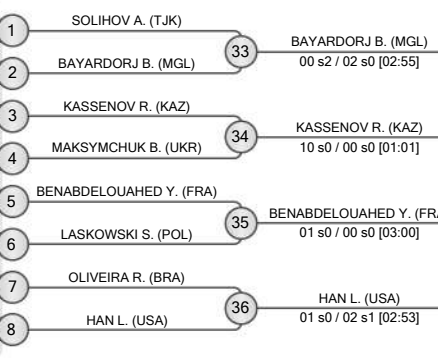 1
SOLIHOV A. (TJK)
33
BAYARDORJ B. (MGL)
00 s2 / 02 s0 [02:55]
2
BAYARDORJ B. (MGL)
3
KASSENOV R. (KAZ)
34
KASSENOV R. (KAZ)
10 s0 / 00 s0 [01:01]
4
MAKSYMCHUK B. (UKR)
5
BENABDELOUAHED Y. (FRA)
35
BENABDELOUAHED Y. (FRA
01 s0 / 00 s0 [03:00]
6
LASKOWSKI S. (POL)
7
OLIVEIRA R. (BRA)
36
HAN L. (USA)
01 s0 / 02 s1 [02:53]
8
HAN L. (USA)